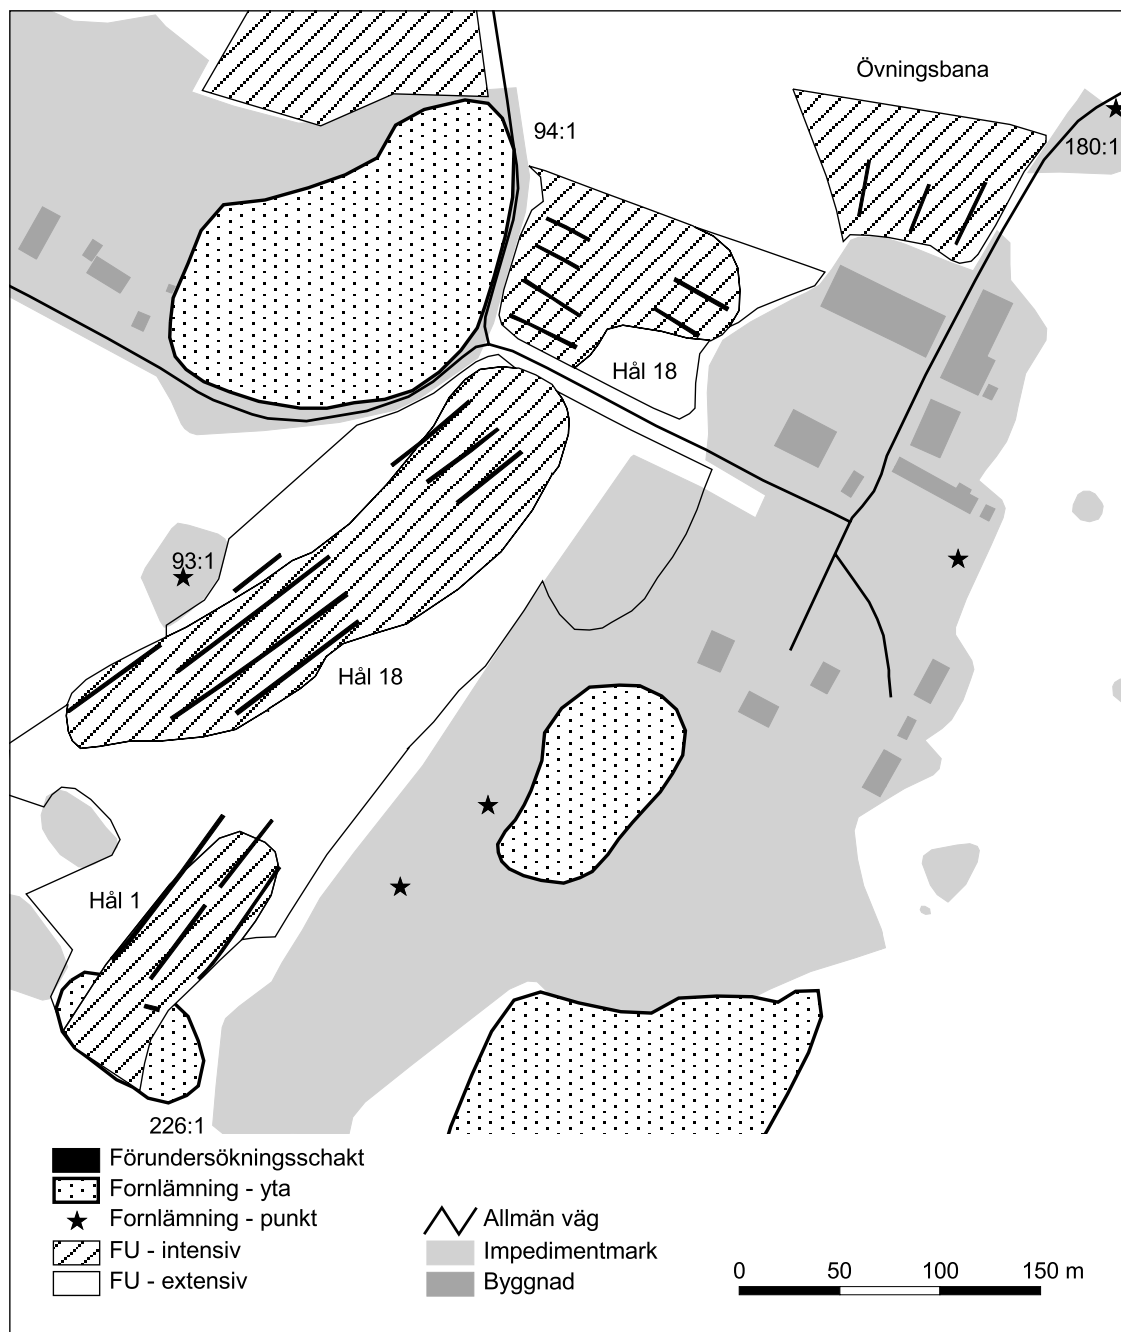 Övningsbana
94:1
180:1
Hål 18
93:1
Hål 18
Hål 1
226:1
Förundersökningsschakt
Fornlämning - yta
Fornlämning - punkt
FU - intensiv
FU - extensiv
Allmän väg
Impedimentmark
Byggnad
0 50 100 150 m